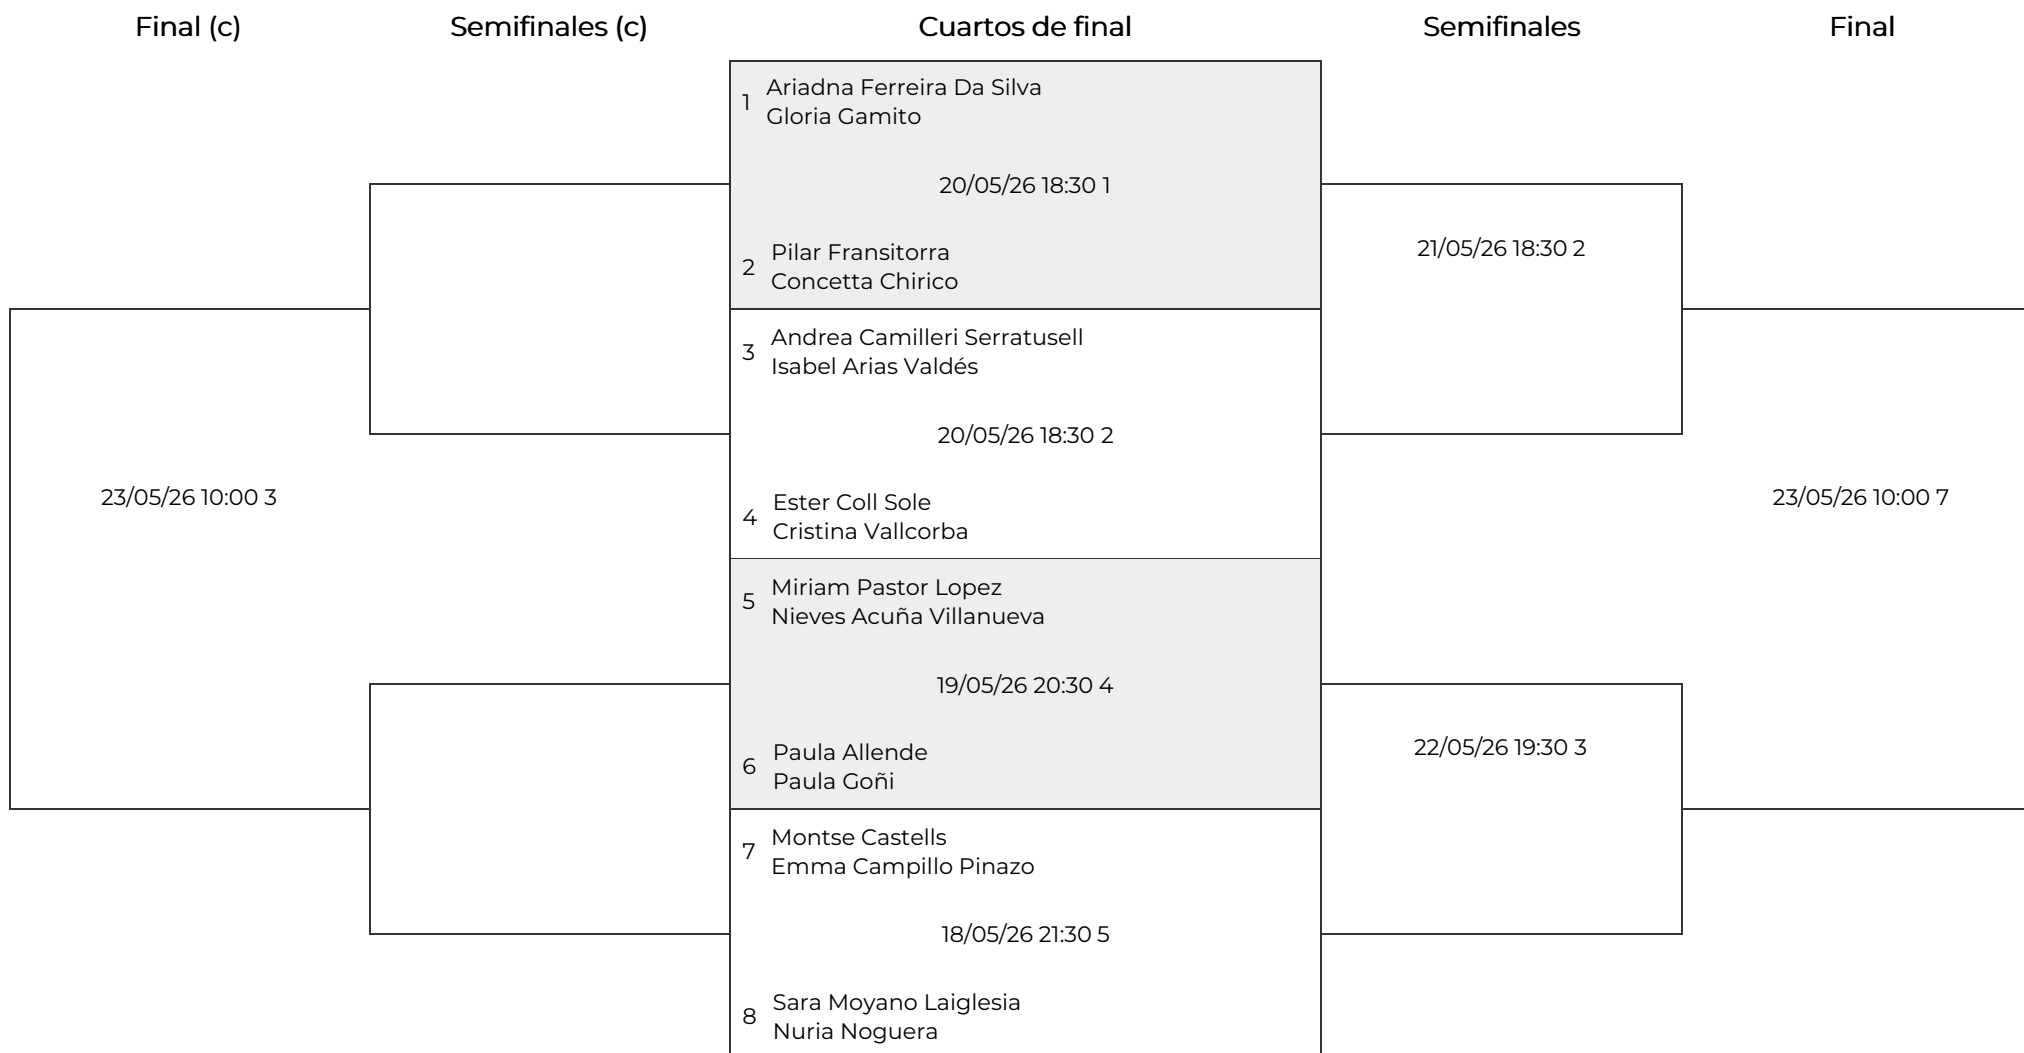 Final (c)
Semifinales (c)
Cuartos de final
Semifinales
Final
1
Ariadna Ferreira Da Silva
Gloria Gamito
20/05/26 18:30 1
2
Pilar Fransitorra
Concetta Chirico
21/05/26 18:30 2
3
Andrea Camilleri Serratusell
Isabel Arias Valdés
20/05/26 18:30 2
4
Ester Coll Sole
Cristina Vallcorba
23/05/26 10:00 3
23/05/26 10:00 7
5
Miriam Pastor Lopez
Nieves Acuña Villanueva
19/05/26 20:30 4
6
Paula Allende
Paula Goñi
22/05/26 19:30 3
7
Montse Castells
Emma Campillo Pinazo
18/05/26 21:30 5
8
Sara Moyano Laiglesia
Nuria Noguera